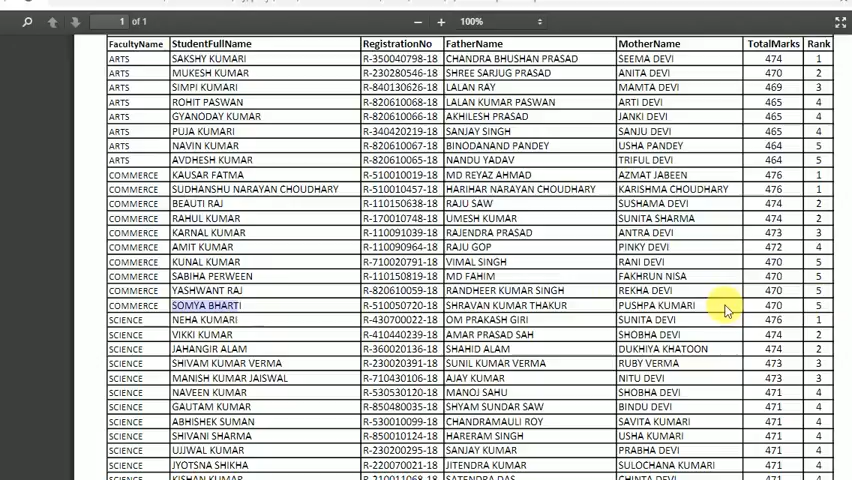 1 of 1 100%
FacultyName StudentFullName RegistrationNo FatherName MotherName TotalMarks Rank
ARTS SAKSHY KUMARI R-350040798-18 CHANDRA BHUSHAN PRASAD SEEMA DEVI 474 1
ARTS MUKESH KUMAR R-230280546-18 SHREE SARJUG PRASAD ANITA DEVI 470 2
ARTS SIMPI KUMARI R-840130626-18 LALAN RAY MAMTA DEVI 469 3
ARTS ROHIT PASWAN R-820610068-18 LALAN KUMAR PASWAN ARTI DEVI 465 4
ARTS GYANODAY KUMAR R-820610066-18 AKHILESH PRASAD JANKI DEVI 465 4
ARTS PUJA KUMARI R-340420219-18 SANJAY SINGH SANJU DEVI 465 4
ARTS NAVIN KUMAR R-820610067-18 BINODANAND PANDEY USHA PANDEY 464 5
ARTS AVDHESH KUMAR R-820610065-18 NANDU YADAV TRIFUL DEVI 464 5
COMMERCE KAUSAR FATMA R-510010019-18 MD REYAZ AHMAD AZMAT JABEEN 476 1
COMMERCE SUDHANSHU NARAYAN CHOUDHARY R-510010457-18 HARIHAR NARAYAN CHOUDHARY KARISHMA CHOUDHARY 476 1
COMMERCE BEAUTI RAJ R-110150638-18 RAJU SAW SUSHAMA DEVI 474 2
COMMERCE RAHUL KUMAR R-170010748-18 UMESH KUMAR SUNITA SHARMA 474 2
COMMERCE KARNAL KUMAR R-110091039-18 RAJENDRA PRASAD ANTRA DEVI 473 3
COMMERCE AMIT KUMAR R-110090964-18 RAJU GOP PINKY DEVI 472 4
COMMERCE KUNAL KUMAR R-710020791-18 VIMAL SINGH RANI DEVI 470 5
COMMERCE SABIHA PERWEEN R-110150819-18 MD FAHIM FAKHRUN NISA 470 5
COMMERCE YASHWANT RAJ R-820610059-18 RANDHEER KUMAR SINGH REKHA DEVI 470 5
COMMERCE SOMYA BHARTI R-510050720-18 SHRAVAN KUMAR THAKUR PUSHPA KUMARI 470 5
SCIENCE NEHA KUMARI R-430700022-18 OM PRAKASH GIRI SUNITA DEVI 476 1
SCIENCE VIKKI KUMAR R-410440239-18 AMAR PRASAD SAH SHOBHA DEVI 474 2
SCIENCE JAHANGIR ALAM R-360020136-18 SHAHID ALAM DUKHIYA KHATOON 474 2
SCIENCE SHIVAM KUMAR VERMA R-230020391-18 SUNIL KUMAR VERMA RUBY VERMA 473 3
SCIENCE MANISH KUMAR JAISWAL R-710430106-18 AJAY KUMAR NITU DEVI 473 3
SCIENCE NAVEEN KUMAR R-530530120-18 MANOJ SAHU SHOBHA DEVI 471 4
SCIENCE GAUTAM KUMAR R-850480035-18 SHYAM SUNDAR SAW BINDU DEVI 471 4
SCIENCE ABHISHEK SUMAN R-530010099-18 CHANDRAMAULI ROY SAVITA KUMARI 471 4
SCIENCE SHIVANI SHARMA R-850010124-18 HARERAM SINGH USHA KUMARI 471 4
SCIENCE UJJWAL KUMAR R-230200295-18 SANJAY KUMAR PRABHA DEVI 471 4
SCIENCE JYOTSNA SHIKHA R-220070021-18 JITENDRA KUMAR SULOCHANA KUMARI 471 4
SCIENCE KISHAN KUMAR R-210011068-18 SATENDRA DAS CHINTA DEVI 471 4